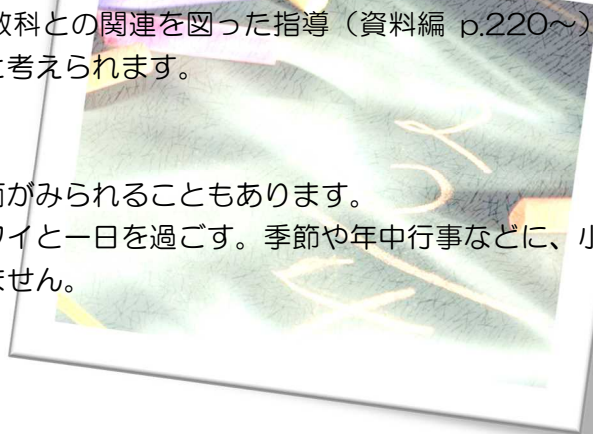 教科との関連を図った指導（資料編 p.220～）
と考えられます。
面がみられることもあります。
ワイと一日を過ごす。季節や年中行事などに、小
ません。